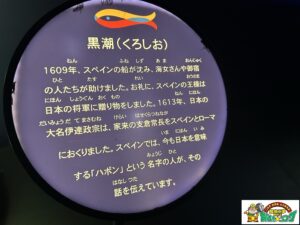 黒潮(くろしお)
1609年、スペインの船が沈み、海女さんや御宿
の人たちが助けました。お礼に、スペインの王様は
日本の将軍に贈り物をしました。1613年、日本の
大名伊達政宗は、家来の支倉常長をスペインとローマ
におくりました。スペインでは、今も日本を意味
する「ハポン」という名字の人が、その
話を伝えています。